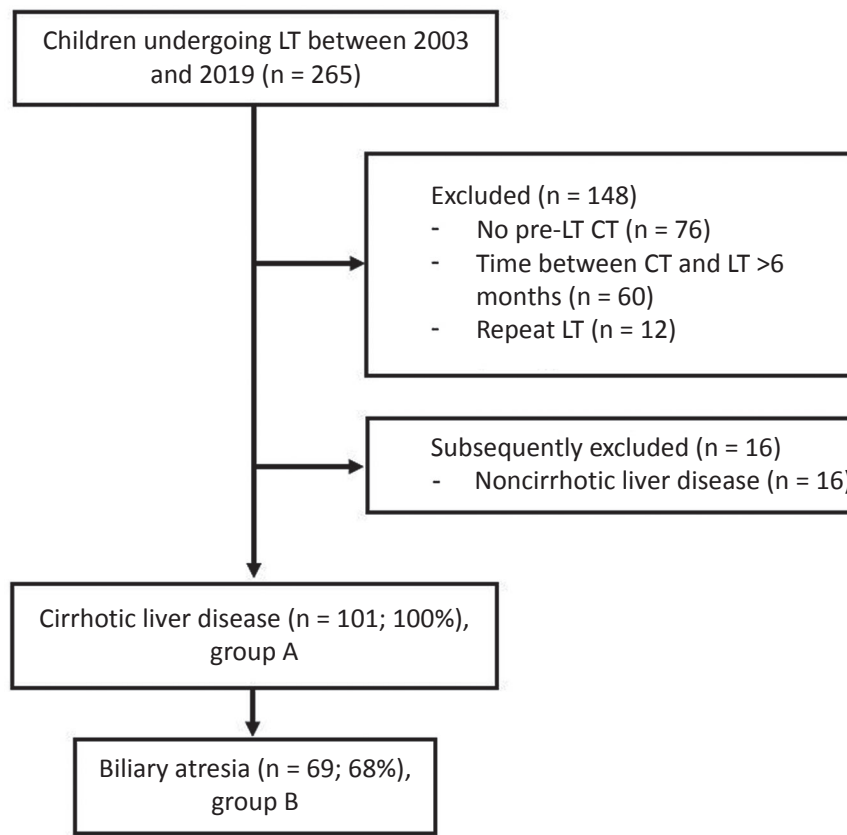 Children undergoing LT between 2003
and 2019 (n = 265)
Excluded (n = 148)
- No pre-LT CT (n = 76)
- Time between CT and LT >6
months (n = 60)
- Repeat LT (n = 12)
Subsequently excluded (n = 16)
- Noncirrhotic liver disease (n = 16)
Cirrhotic liver disease (n = 101; 100%),
group A
Biliary atresia (n = 69; 68%),
group B